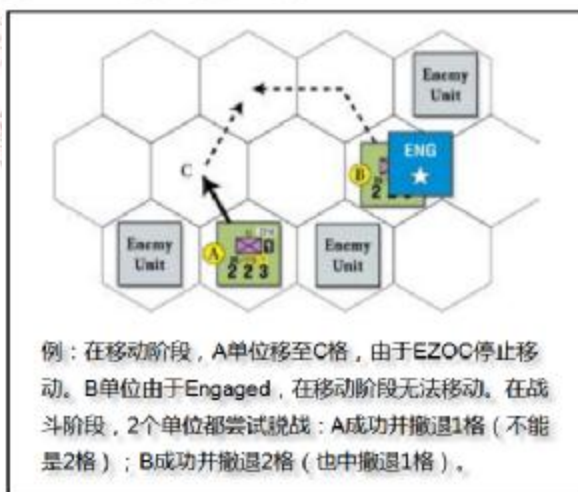 Enemy
Unit
ENG
B
C
Enemy
Unit
A
1
2 2 3
Enemy
Unit
例：在移动阶段，A单位移至C格，由于EZOC停止移
动。B单位由于Engaged，在移动阶段无法移动。在战
斗阶段，2个单位都尝试脱战：A成功并撤退1格（不能
是2格）；B成功并撤退2格（也中撤退1格）。